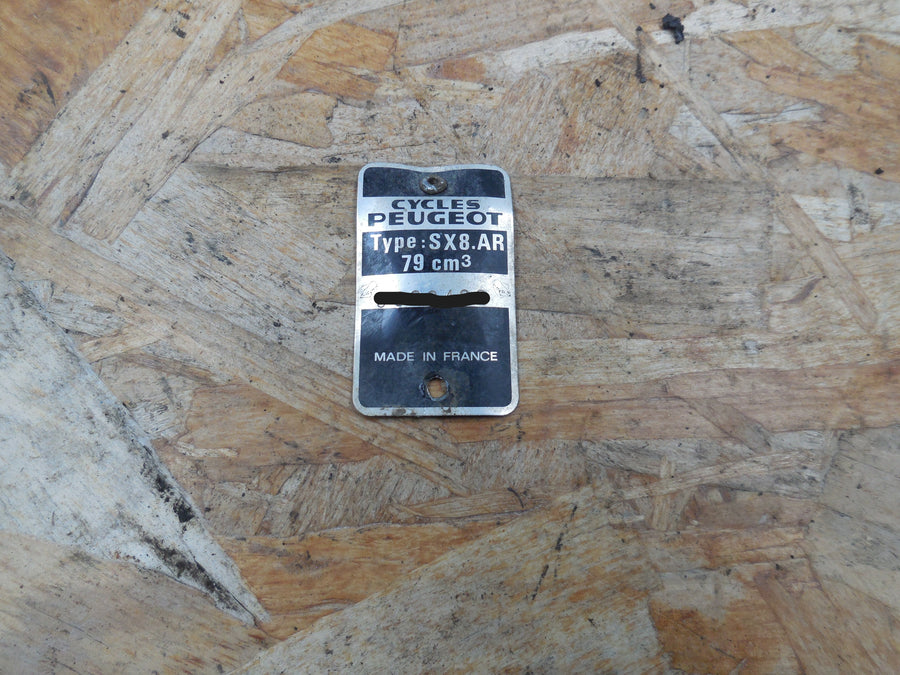 CYCLES
PEUGEOT
Type: SX8.AR
79 cm³
MADE IN FRANCE